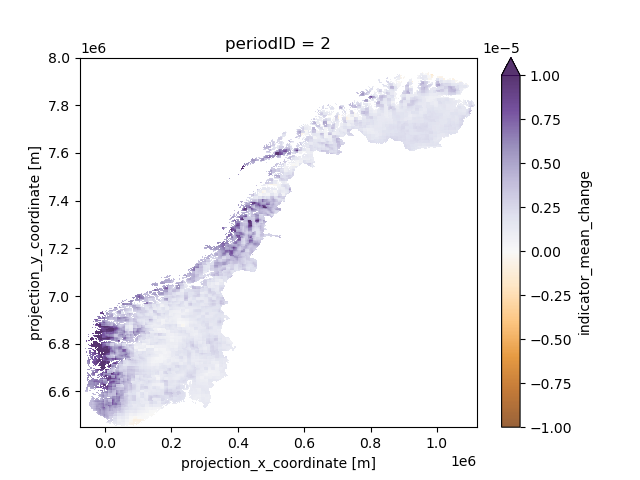 periodID = 2
1e6
1e−5
8.0
7.8
7.6
7.4
7.2
7.0
6.8
6.6
projection_y_coordinate [m]
0.0 0.2 0.4 0.6 0.8 1.0
1e6
projection_x_coordinate [m]
1.00
0.75
0.50
0.25
0.00
−0.25
−0.50
−0.75
−1.00
indicator_mean_change